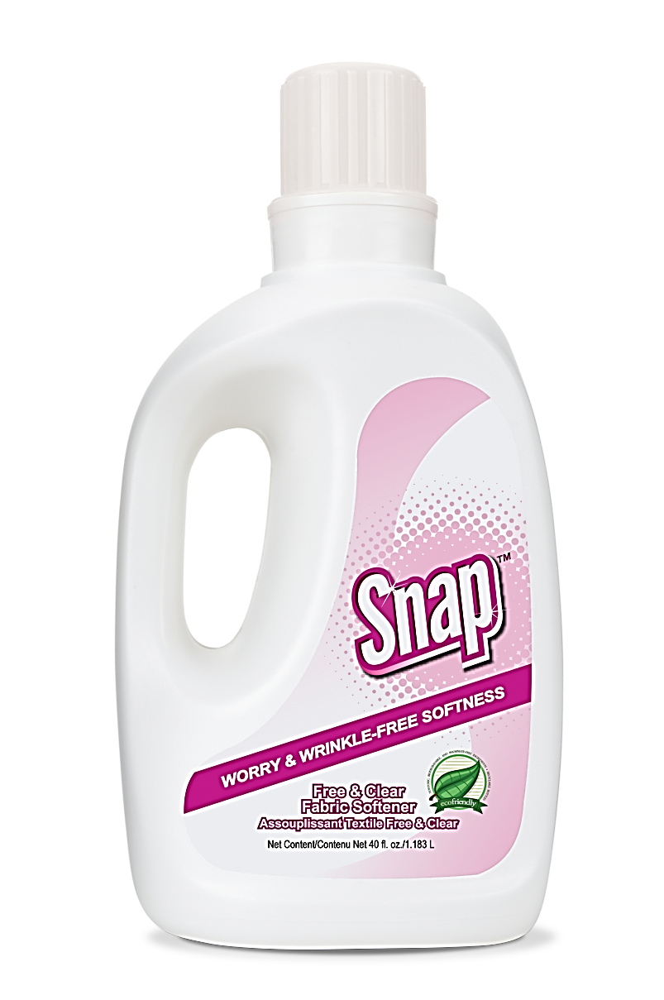 Snap™
WORRY & WRINKLE-FREE SOFTNESS
ecofriendly
Free & Clear
Fabric Softener
Assouplissant Textile Free & Clear
Net Content/Contenu Net 40 fl. oz./1.183 L